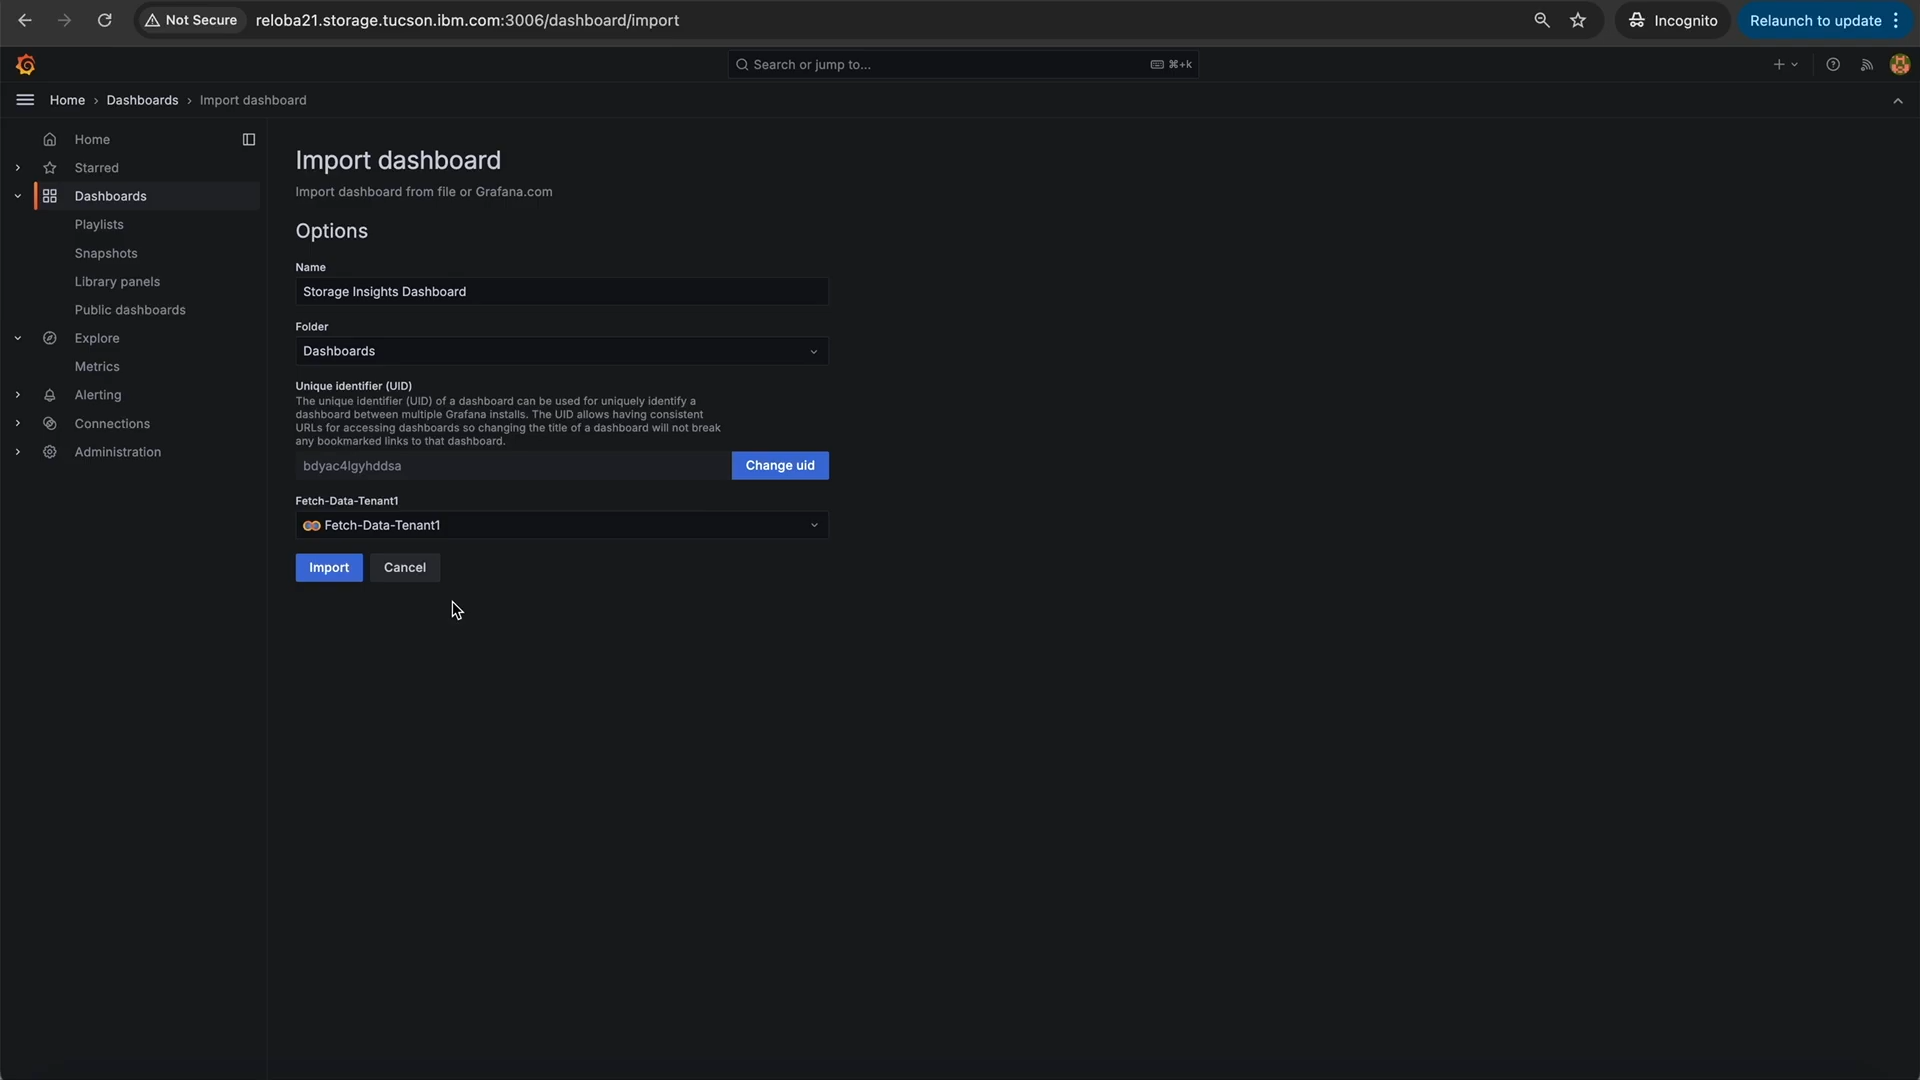 Not Secure
reloba21.storage.tucson.ibm.com:3006/dashboard/import
Incognito
Relaunch to update
Search or jump to...
⌘+k
Home › Dashboards › Import dashboard
Home
Starred
Dashboards
Playlists
Snapshots
Library panels
Public dashboards
Explore
Metrics
Alerting
Connections
Administration
Import dashboard
Import dashboard from file or Grafana.com
Options
Name
Storage Insights Dashboard
Folder
Dashboards
Unique identifier (UID)
The unique identifier (UID) of a dashboard can be used for uniquely identify a
dashboard between multiple Grafana installs. The UID allows having consistent
URLs for accessing dashboards so changing the title of a dashboard will not break
any bookmarked links to that dashboard.
bdyac4lgyhddsa
Change uid
Fetch-Data-Tenant1
Fetch-Data-Tenant1
Import
Cancel